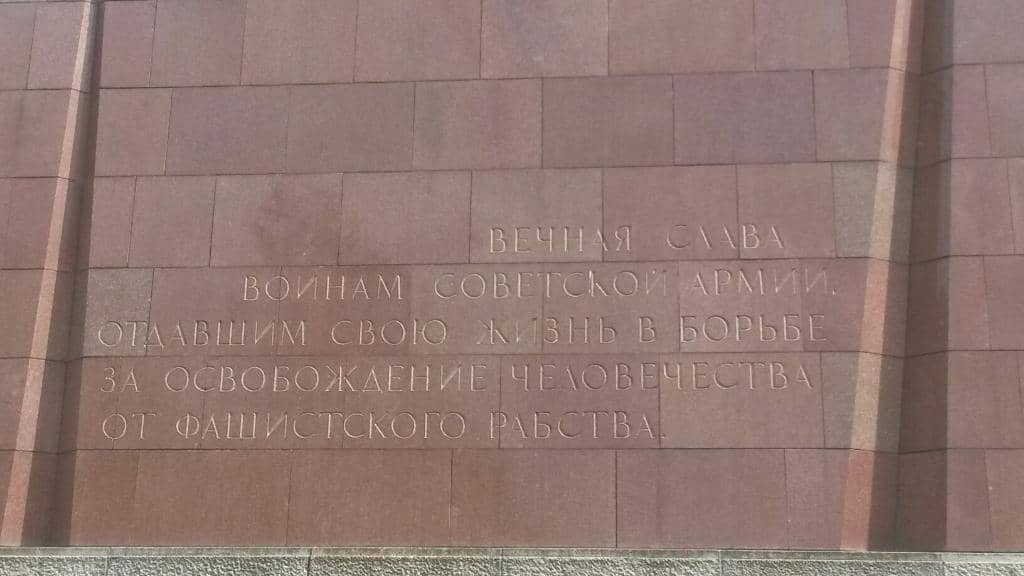 ВЕЧНАЯ СЛАВА
ВОИНАМ СОВЕТСКОЙ АРМИИ,
ОТДАВШИМ СВОЮ ЖИЗНЬ В БОРЬБЕ
ЗА ОСВОБОЖДЕНИЕ ЧЕЛОВЕЧЕСТВА
ОТ ФАШИСТСКОГО РАБСТВА.